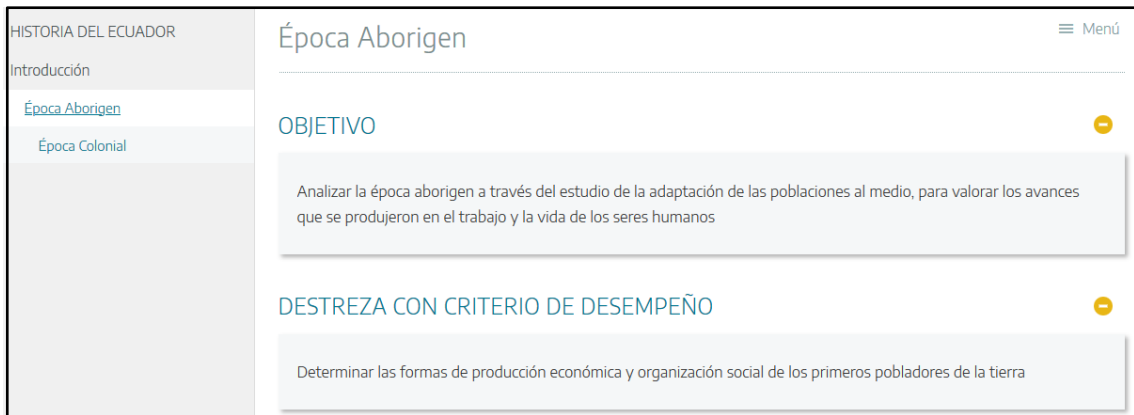 HISTORIA DEL ECUADOR
Introducción
Época Aborigen
Época Colonial
Época Aborigen
Menú
OBJETIVO
Analizar la época aborigen a través del estudio de la adaptación de las poblaciones al medio, para valorar los avances
que se produjeron en el trabajo y la vida de los seres humanos
DESTREZA CON CRITERIO DE DESEMPEÑO
Determinar las formas de producción económica y organización social de los primeros pobladores de la tierra